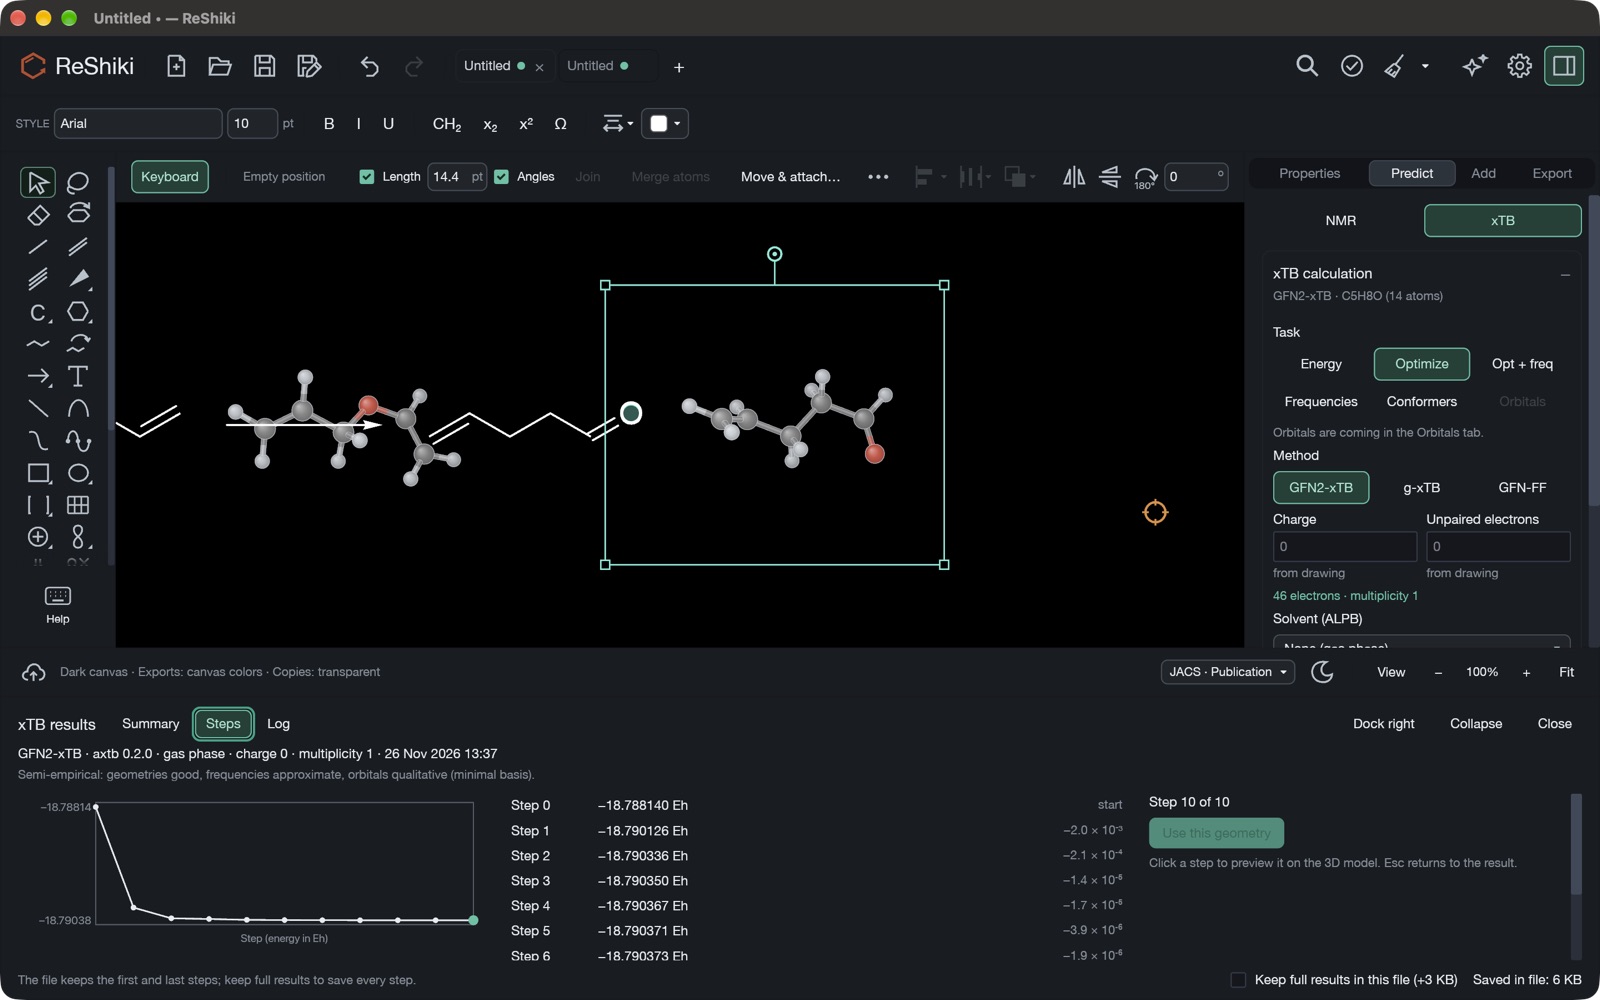 Untitled • — ReShiki
ReShiki
Untitled
Untitled
STYLE Arial 10 pt B I U CH₂ x₂ x² Ω
Keyboard Empty position Length 14.4 pt Angles Join Merge atoms Move & attach... ••• 180° 0 °
Properties Predict Add Export
NMR xTB
xTB calculation
GFN2-xTB · C5H8O (14 atoms)
Task
Energy Optimize Opt + freq
Frequencies Conformers Orbitals
Orbitals are coming in the Orbitals tab.
Method
GFN2-xTB g-xTB GFN-FF
Charge Unpaired electrons
0 0
from drawing from drawing
46 electrons · multiplicity 1
Solvent (ALPB)
None (gas phase)
C
T
Help
Dark canvas · Exports: canvas colors · Copies: transparent
JACS · Publication View − 100% + Fit
xTB results Summary Steps Log Dock right Collapse Close
GFN2-xTB · axtb 0.2.0 · gas phase · charge 0 · multiplicity 1 · 26 Nov 2026 13:37
Semi-empirical: geometries good, frequencies approximate, orbitals qualitative (minimal basis).
−18.78814
−18.79038
Step (energy in Eh)
Step 0 −18.788140 Eh start
Step 1 −18.790126 Eh −2.0 × 10⁻³
Step 2 −18.790336 Eh −2.1 × 10⁻⁴
Step 3 −18.790350 Eh −1.4 × 10⁻⁵
Step 4 −18.790367 Eh −1.7 × 10⁻⁵
Step 5 −18.790371 Eh −3.9 × 10⁻⁶
Step 6 −18.790373 Eh −1.9 × 10⁻⁶
Step 10 of 10
Use this geometry
Click a step to preview it on the 3D model. Esc returns to the result.
The file keeps the first and last steps; keep full results to save every step.
Keep full results in this file (+3 KB) Saved in file: 6 KB